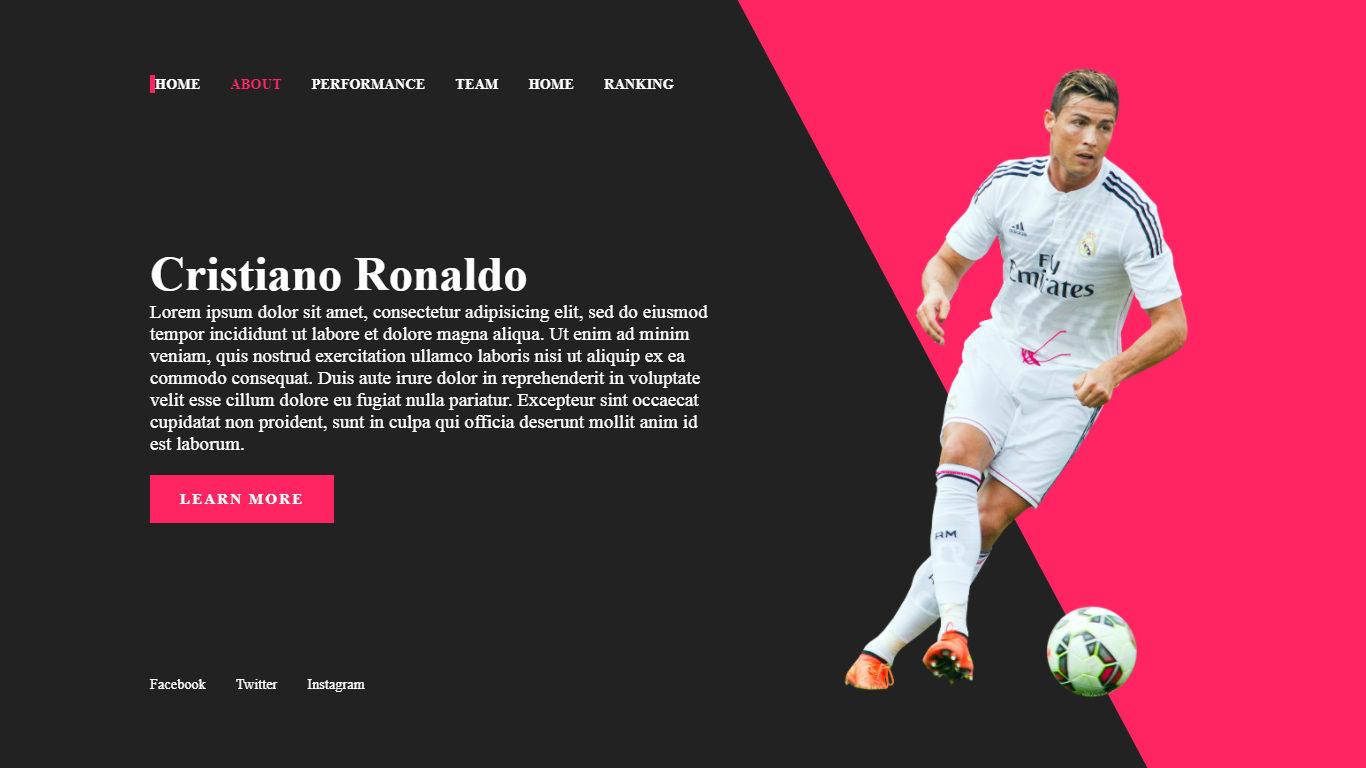 HOME ABOUT PERFORMANCE TEAM HOME RANKING
Cristiano Ronaldo
Lorem ipsum dolor sit amet, consectetur adipisicing elit, sed do eiusmod
tempor incididunt ut labore et dolore magna aliqua. Ut enim ad minim
veniam, quis nostrud exercitation ullamco laboris nisi ut aliquip ex ea
commodo consequat. Duis aute irure dolor in reprehenderit in voluptate
velit esse cillum dolore eu fugiat nulla pariatur. Excepteur sint occaecat
cupidatat non proident, sunt in culpa qui officia deserunt mollit anim id
est laborum.
LEARN MORE
Facebook Twitter Instagram
adidas
Fly
Emirates
RM